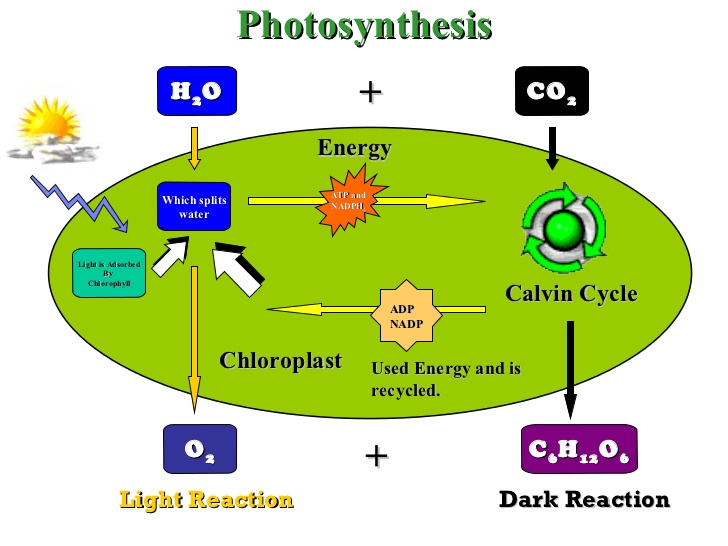 Photosynthesis
H₂O
+
CO₂
Energy
Which splits
water
ATP and
NADPH₂
Light is Adsorbed
By
Chlorophyll
Calvin Cycle
ADP
NADP
Chloroplast
Used Energy and is
recycled.
O₂
+
C₆H₁₂O₆
Light Reaction
Dark Reaction